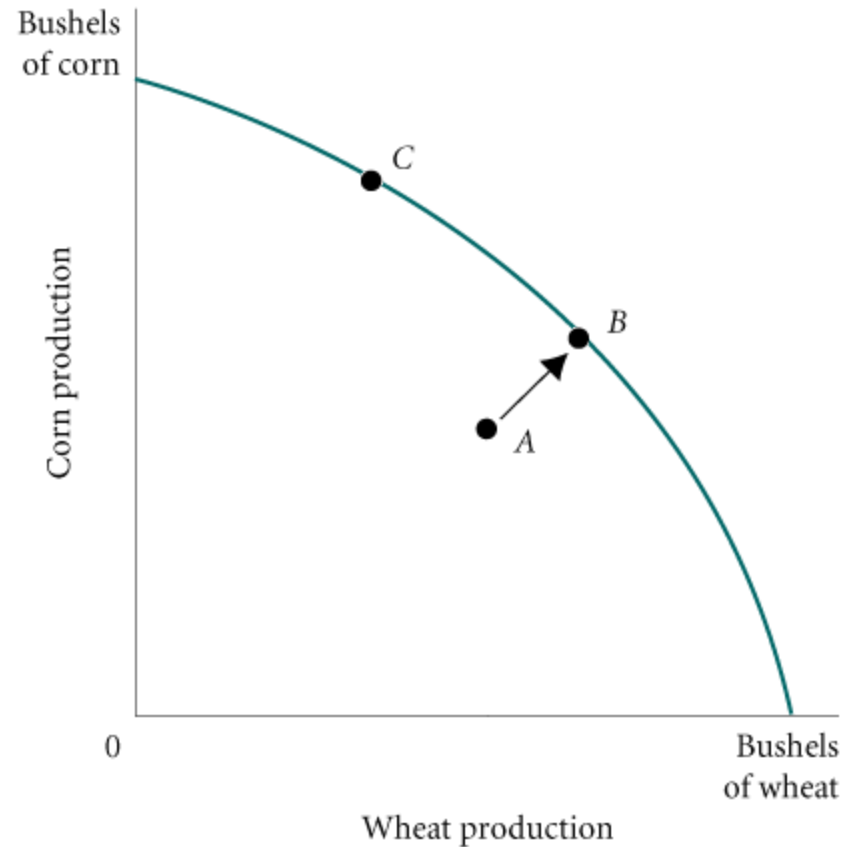 Bushels
of corn
C
Corn production
B
A
0
Bushels
of wheat
Wheat production